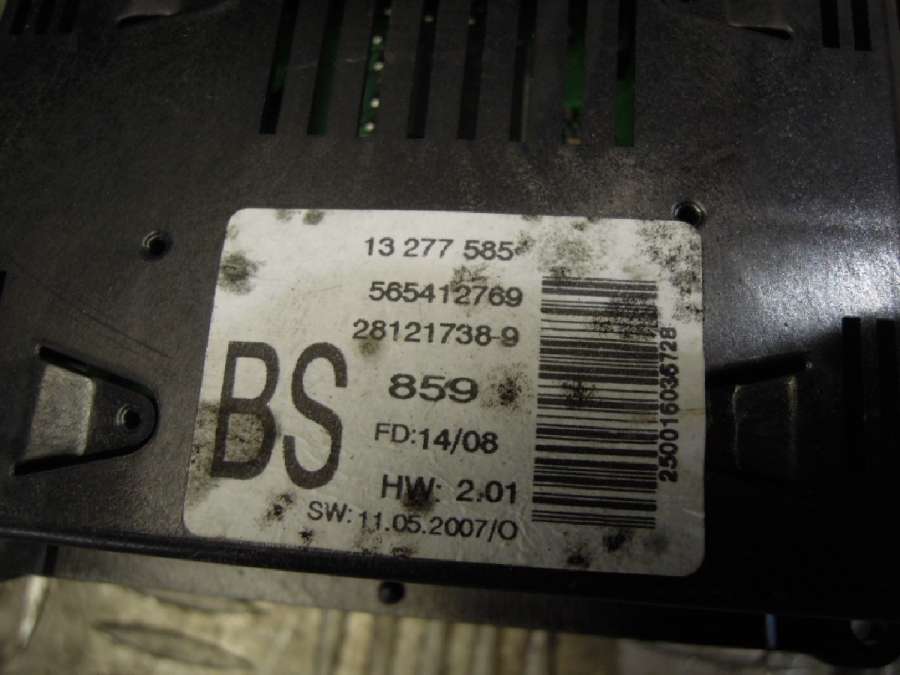 13 277 585
565412769
28121738-9
BS
859
FD:14/08
HW: 2.01
SW: 11.05.2007/O
250016036728